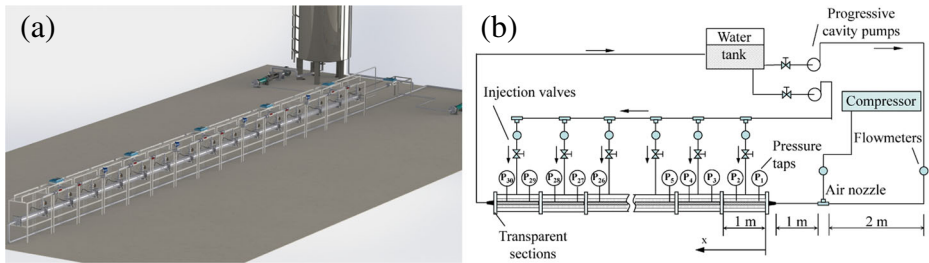 (a)
(b)
Progressive
cavity pumps
Water
tank
Injection valves
Compressor
Pressure
taps
Flowmeters
P30 P29 P28 P27 P26 P5 P4 P3 P2 P1
Air nozzle
Transparent
sections
1 m 1 m 2 m
x